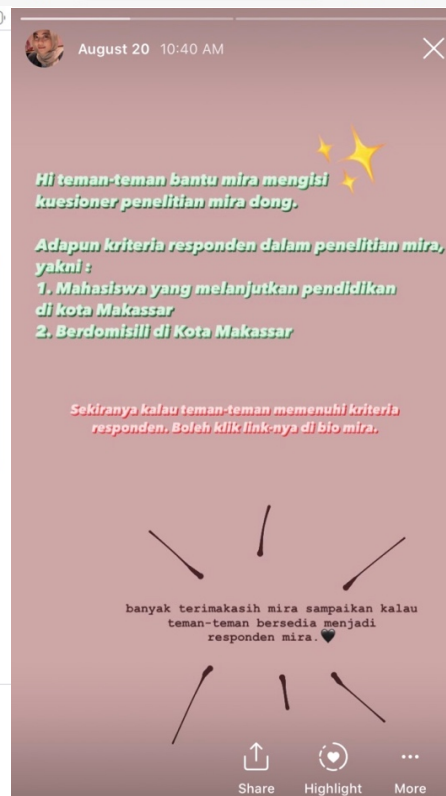 August 20 10:40 AM
Hi teman-teman bantu mira mengisi
kuesioner penelitian mira dong.
Adapun kriteria responden dalam penelitian mira,
yakni :
1. Mahasiswa yang melanjutkan pendidikan
di kota Makassar
2. Berdomisili di Kota Makassar
Sekiranya kalau teman-teman memenuhi kriteria
responden. Boleh klik link-nya di bio mira.
banyak terimakasih mira sampaikan kalau
teman-teman bersedia menjadi
responden mira.🖤
Share Highlight More